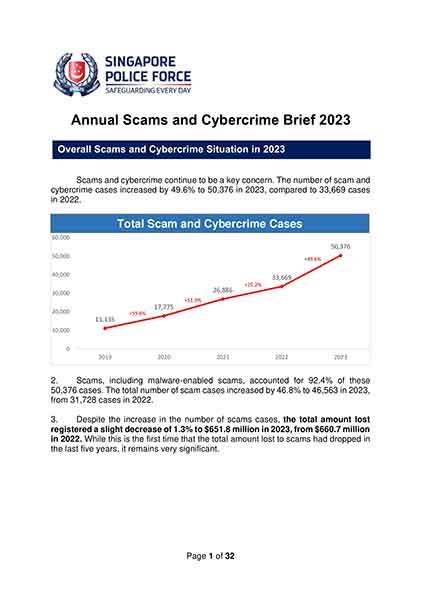 SINGAPORE
POLICE FORCE
SAFEGUARDING EVERY DAY
Annual Scams and Cybercrime Brief 2023
Overall Scams and Cybercrime Situation in 2023
Scams and cybercrime continue to be a key concern. The number of scam and
cybercrime cases increased by 49.6% to 50,376 in 2023, compared to 33,669 cases
in 2022.
Total Scam and Cybercrime Cases
60,000
50,000
40,000
30,000
20,000
10,000
0
11,135
+59.6%
17,775
+51.3%
26,886
+25.2%
33,669
+49.6%
50,376
2019 2020 2021 2022 2023
2. Scams, including malware-enabled scams, accounted for 92.4% of these
50,376 cases. The total number of scam cases increased by 46.8% to 46,563 in 2023,
from 31,728 cases in 2022.
3. Despite the increase in the number of scams cases, the total amount lost
registered a slight decrease of 1.3% to $651.8 million in 2023, from $660.7 million
in 2022. While this is the first time that the total amount lost to scams had dropped in
the last five years, it remains very significant.
Page 1 of 32